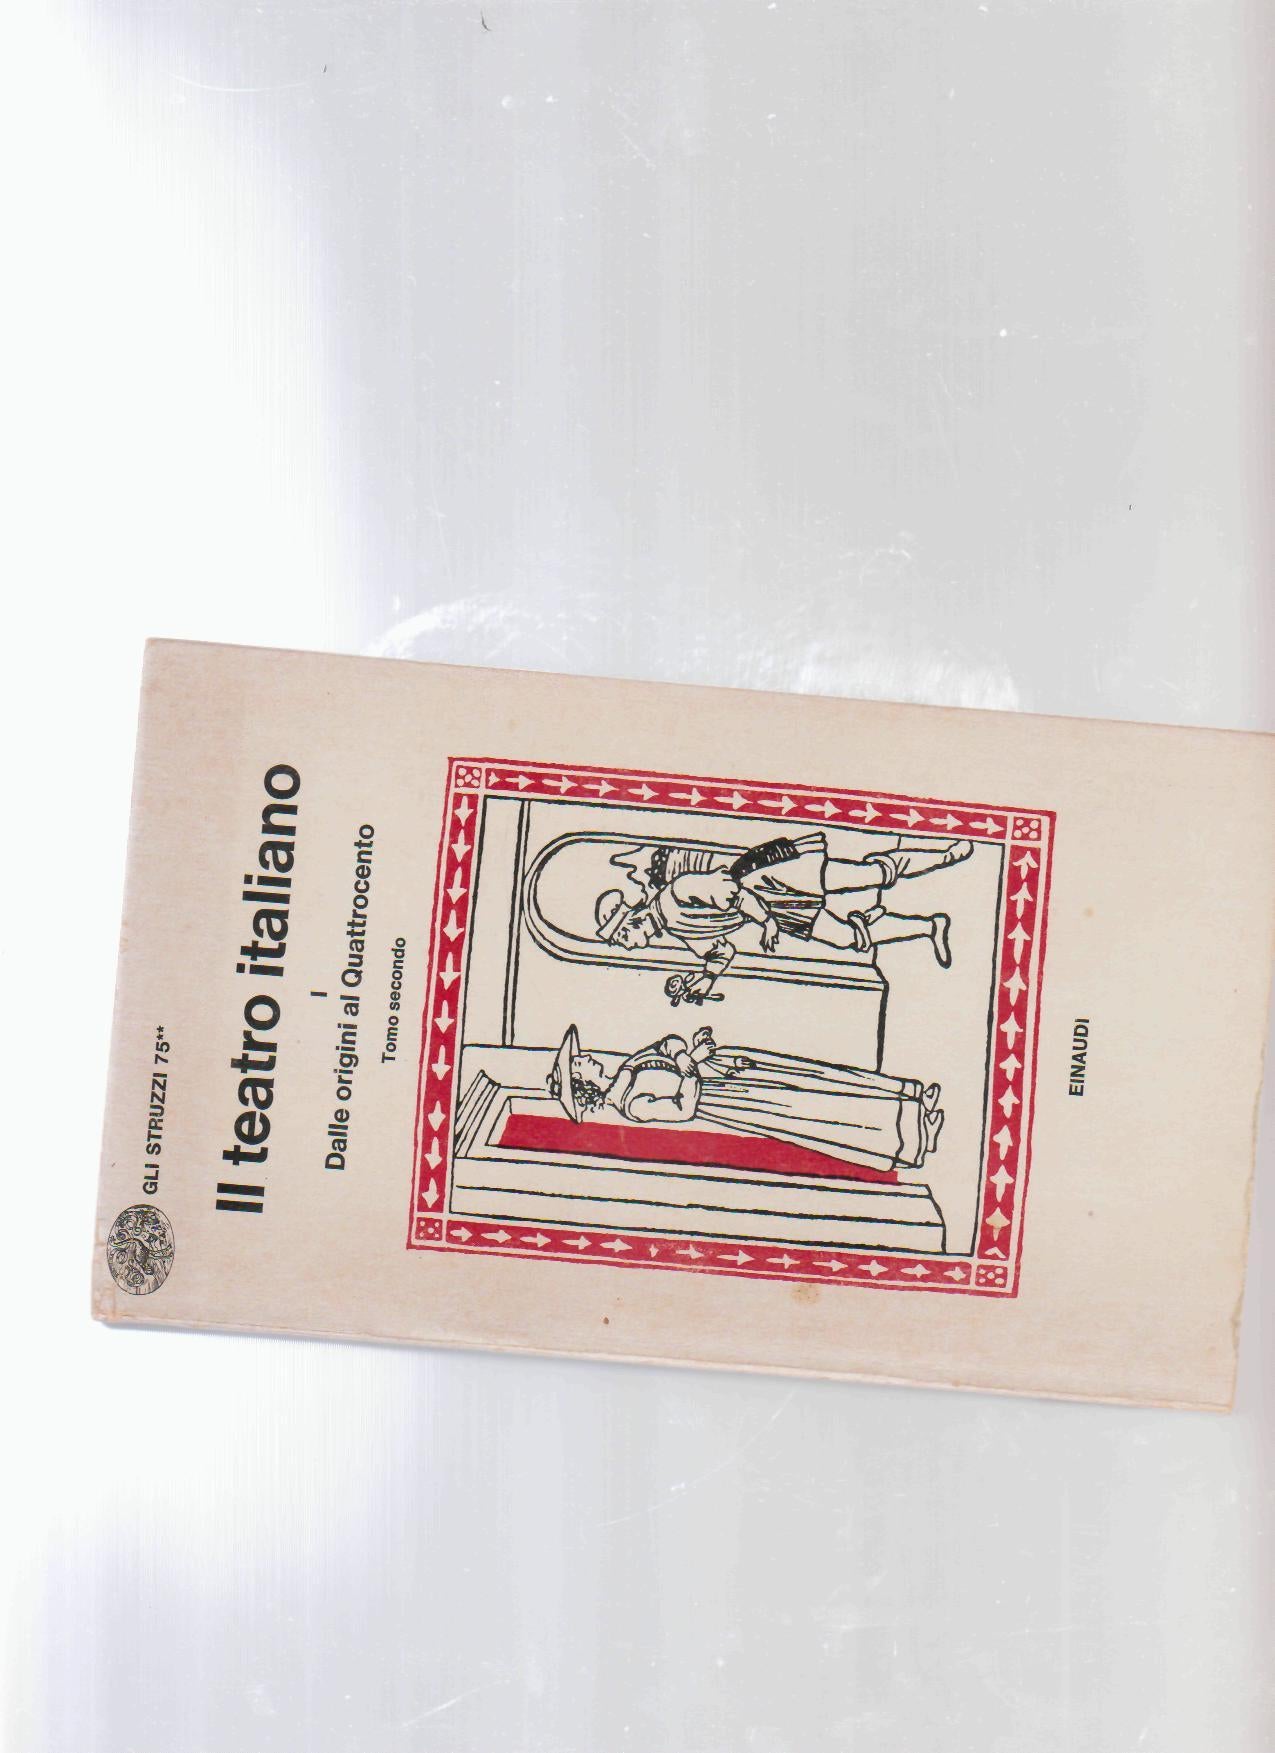 GLI STRUZZI 75**
Il teatro italiano
I
Dalle origini al Quattrocento
Tomo secondo
EINAUDI